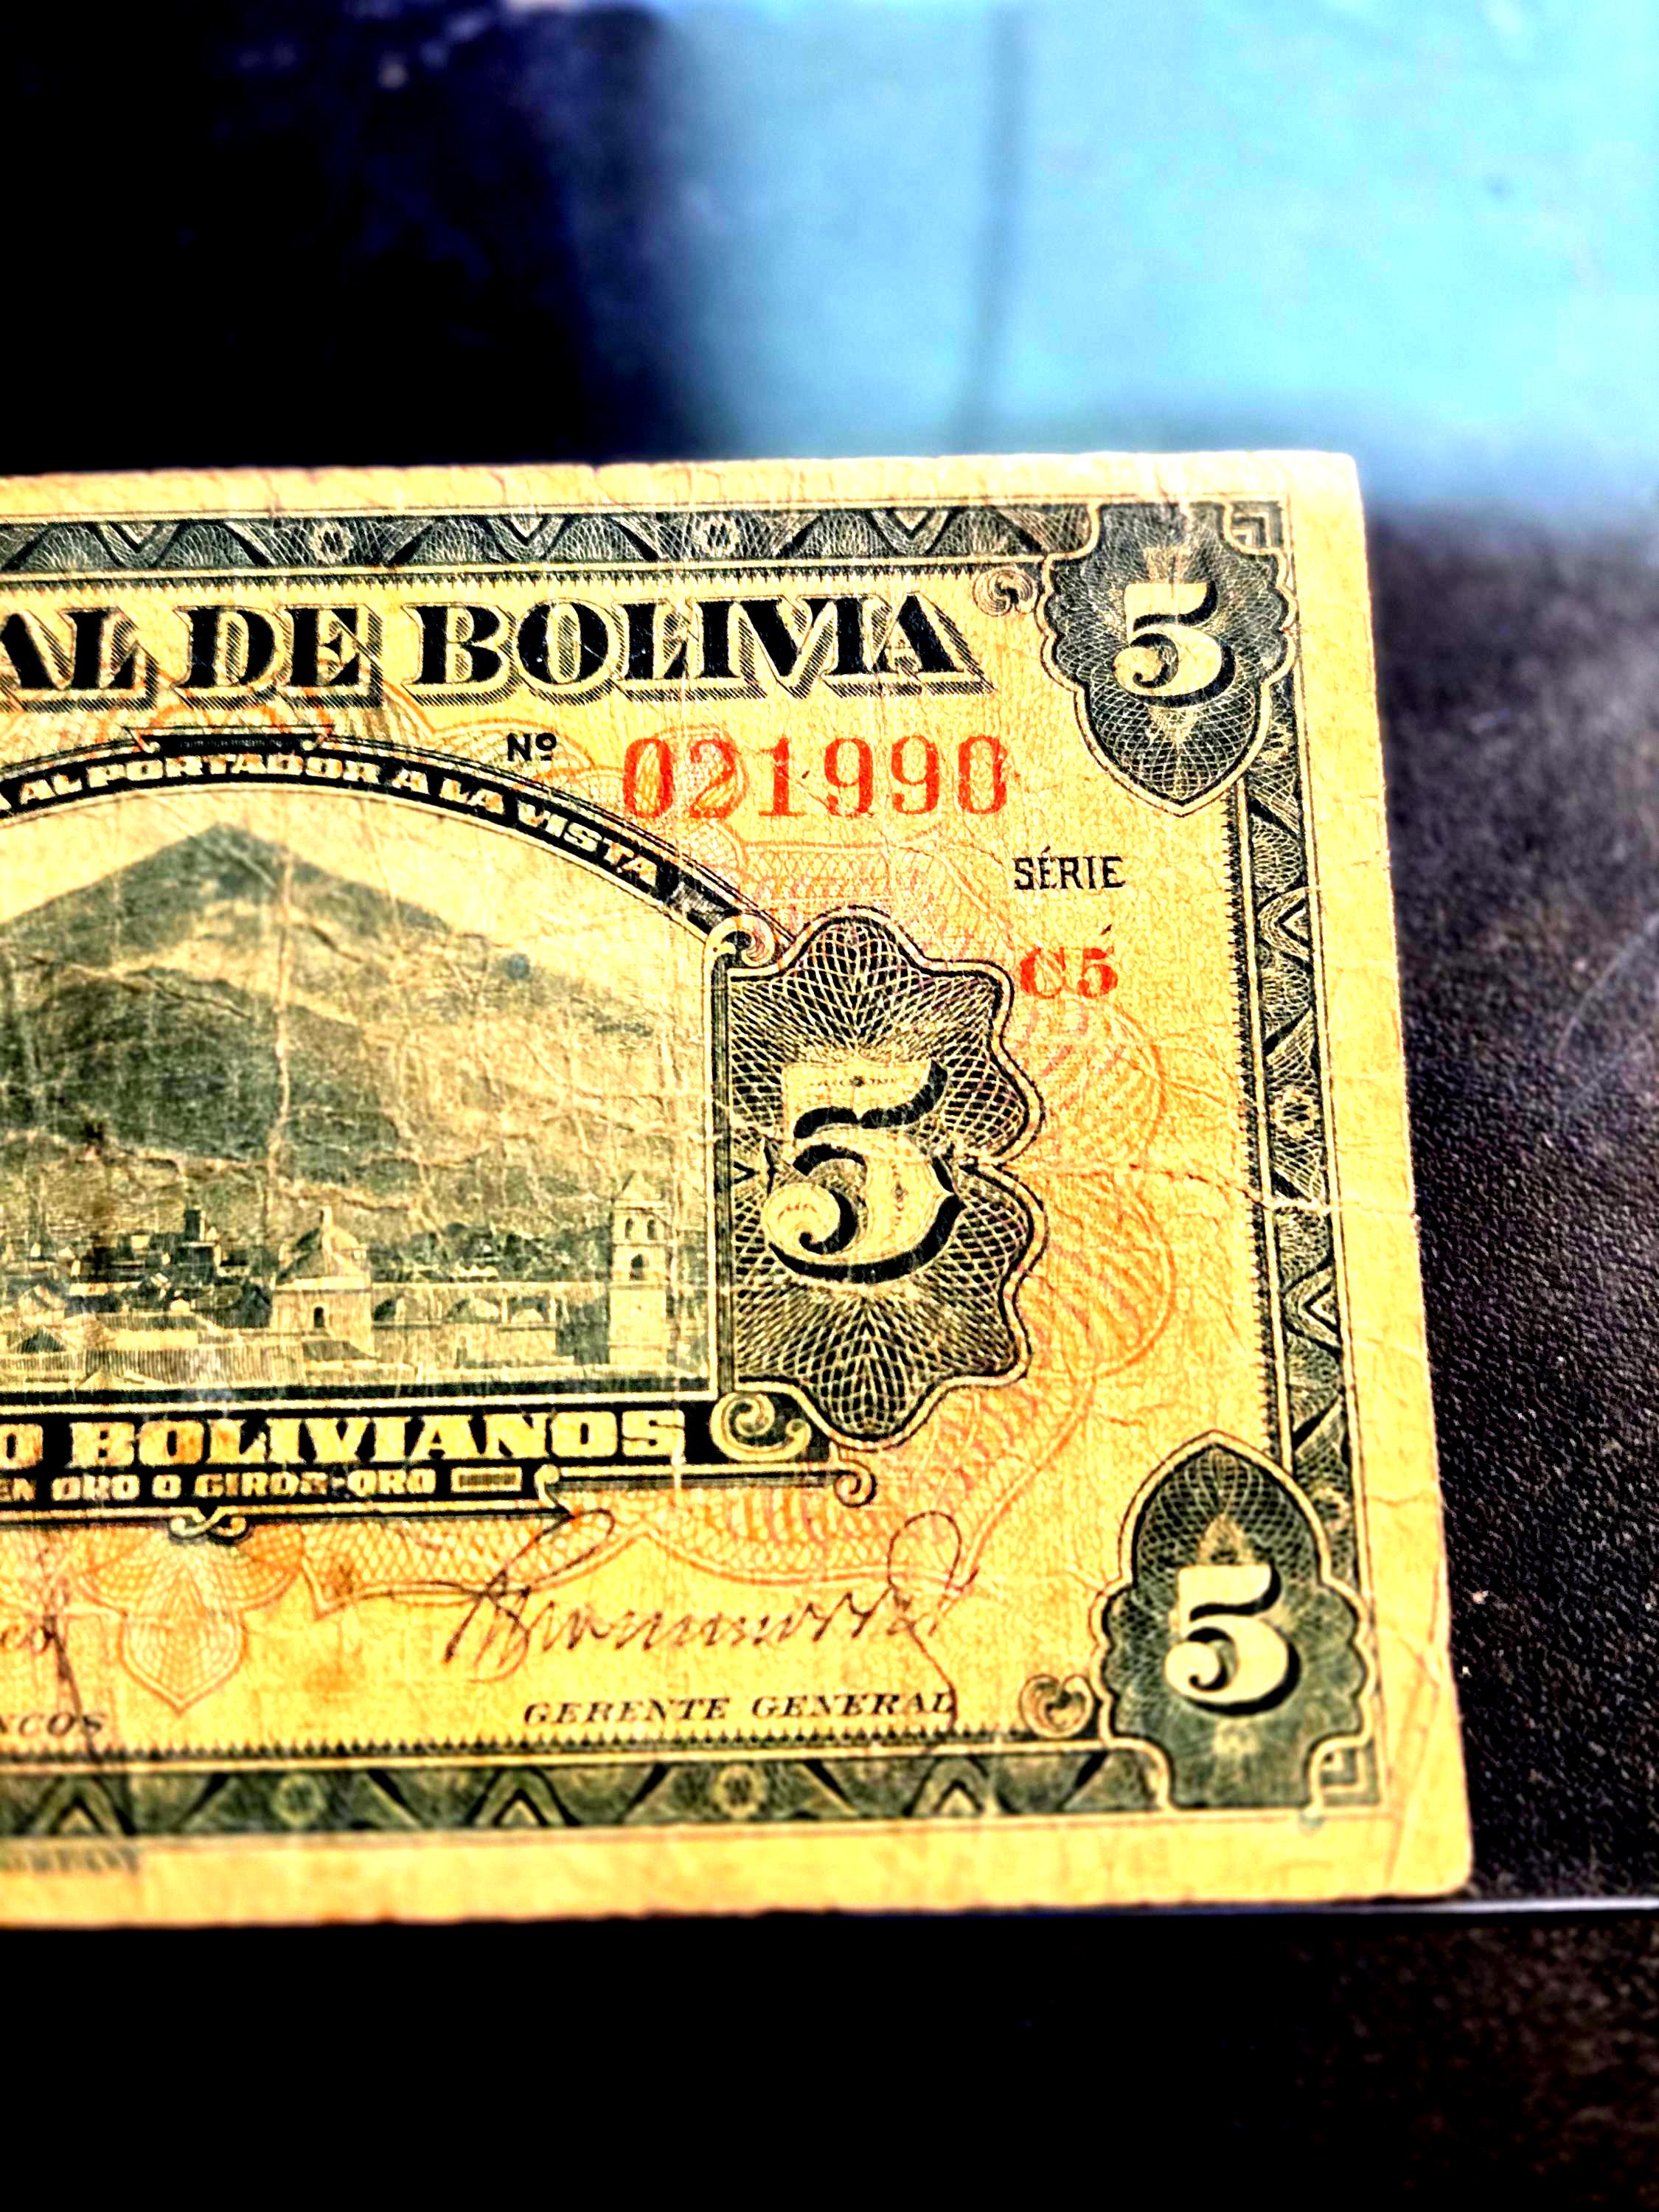 5
AL DE BOLIVIA
Nº 021990
AL PORTADOR A LA VISTA
SÉRIE
C5
5
O BOLIVIANOS
EN ORO O GIROS-ORO
GERENTE GENERAL
NCOS
5